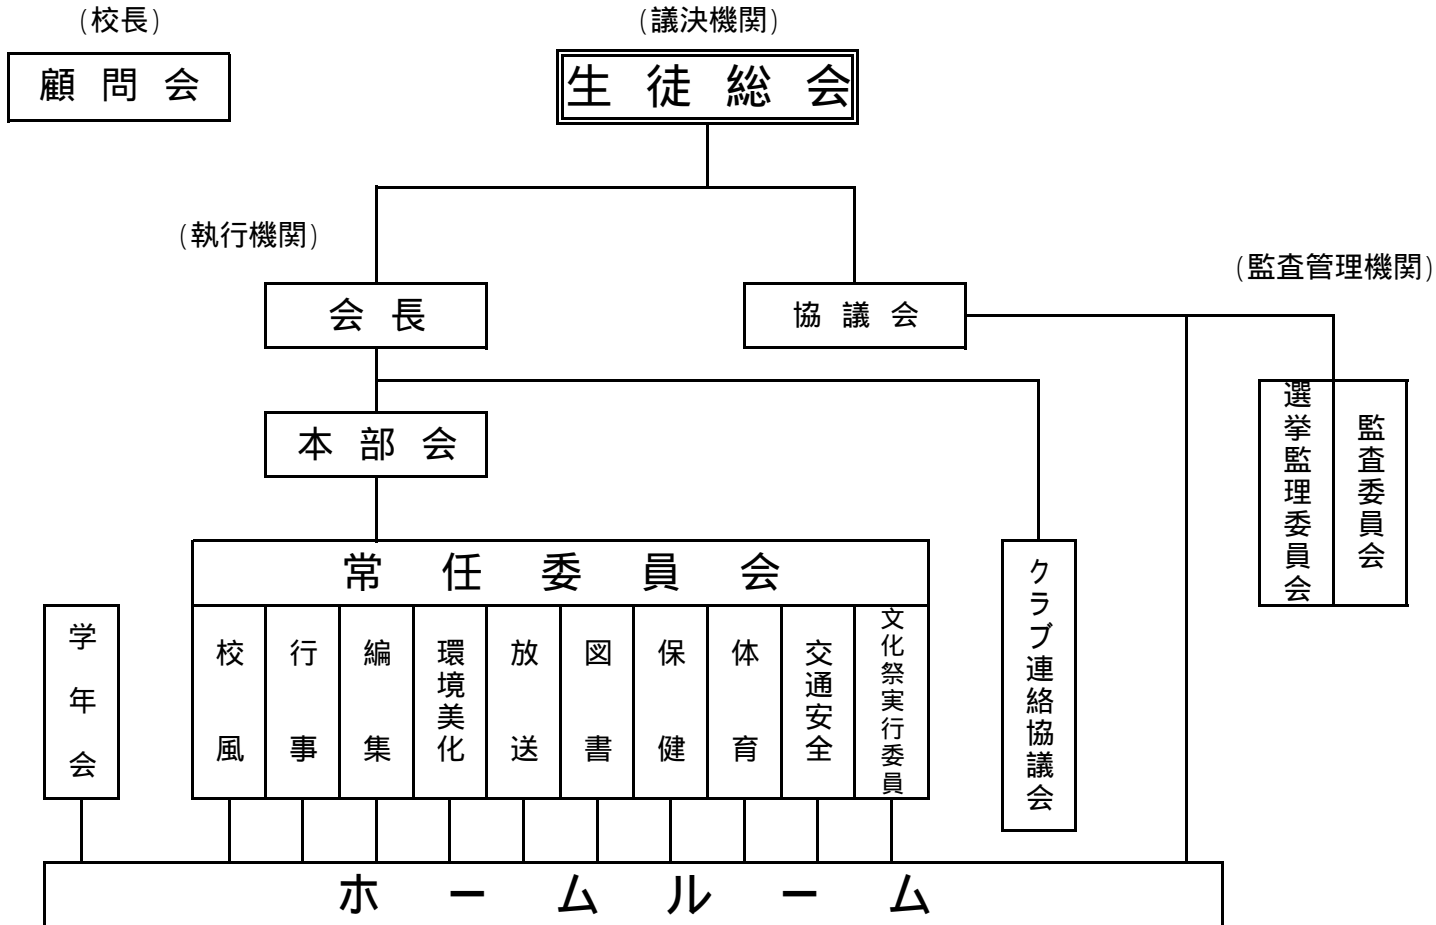 (校長)
(議決機関)
顧問会
生徒総会
(執行機関)
(監査管理機関)
会長
協議会
本部会
選挙監理委員会
監査委員会
常任委員会
クラブ連絡協議会
学年会
校風
行事
編集
環境美化
放送
図書
保健
体育
交通安全
文化祭実行委員
ホームルーム